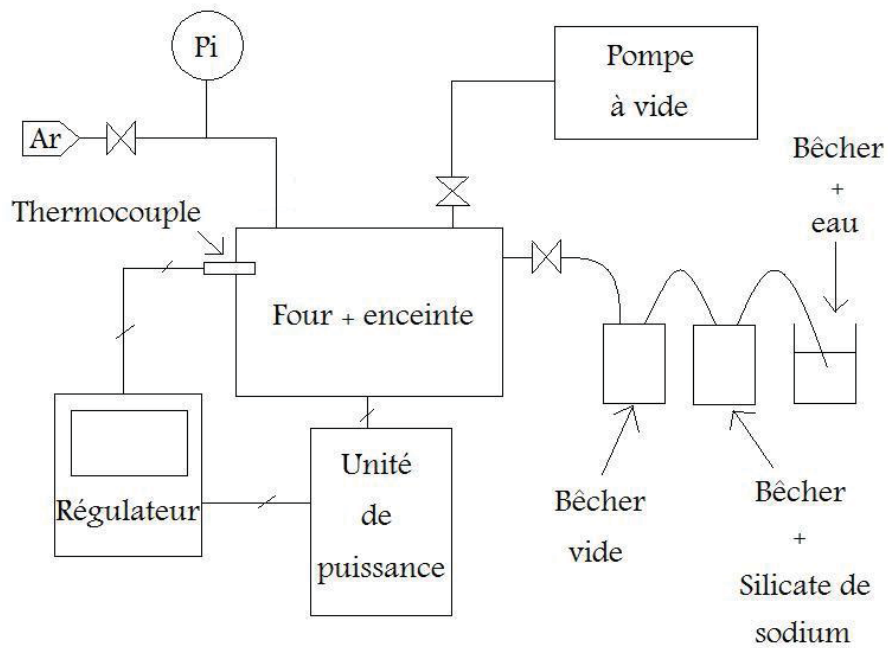 Pi
Pompe
à vide
Ar
Bêcher
+
eau
Thermocouple
Four + enceinte
Régulateur
Unité
de
puissance
Bêcher
vide
Bêcher
+
Silicate de
sodium